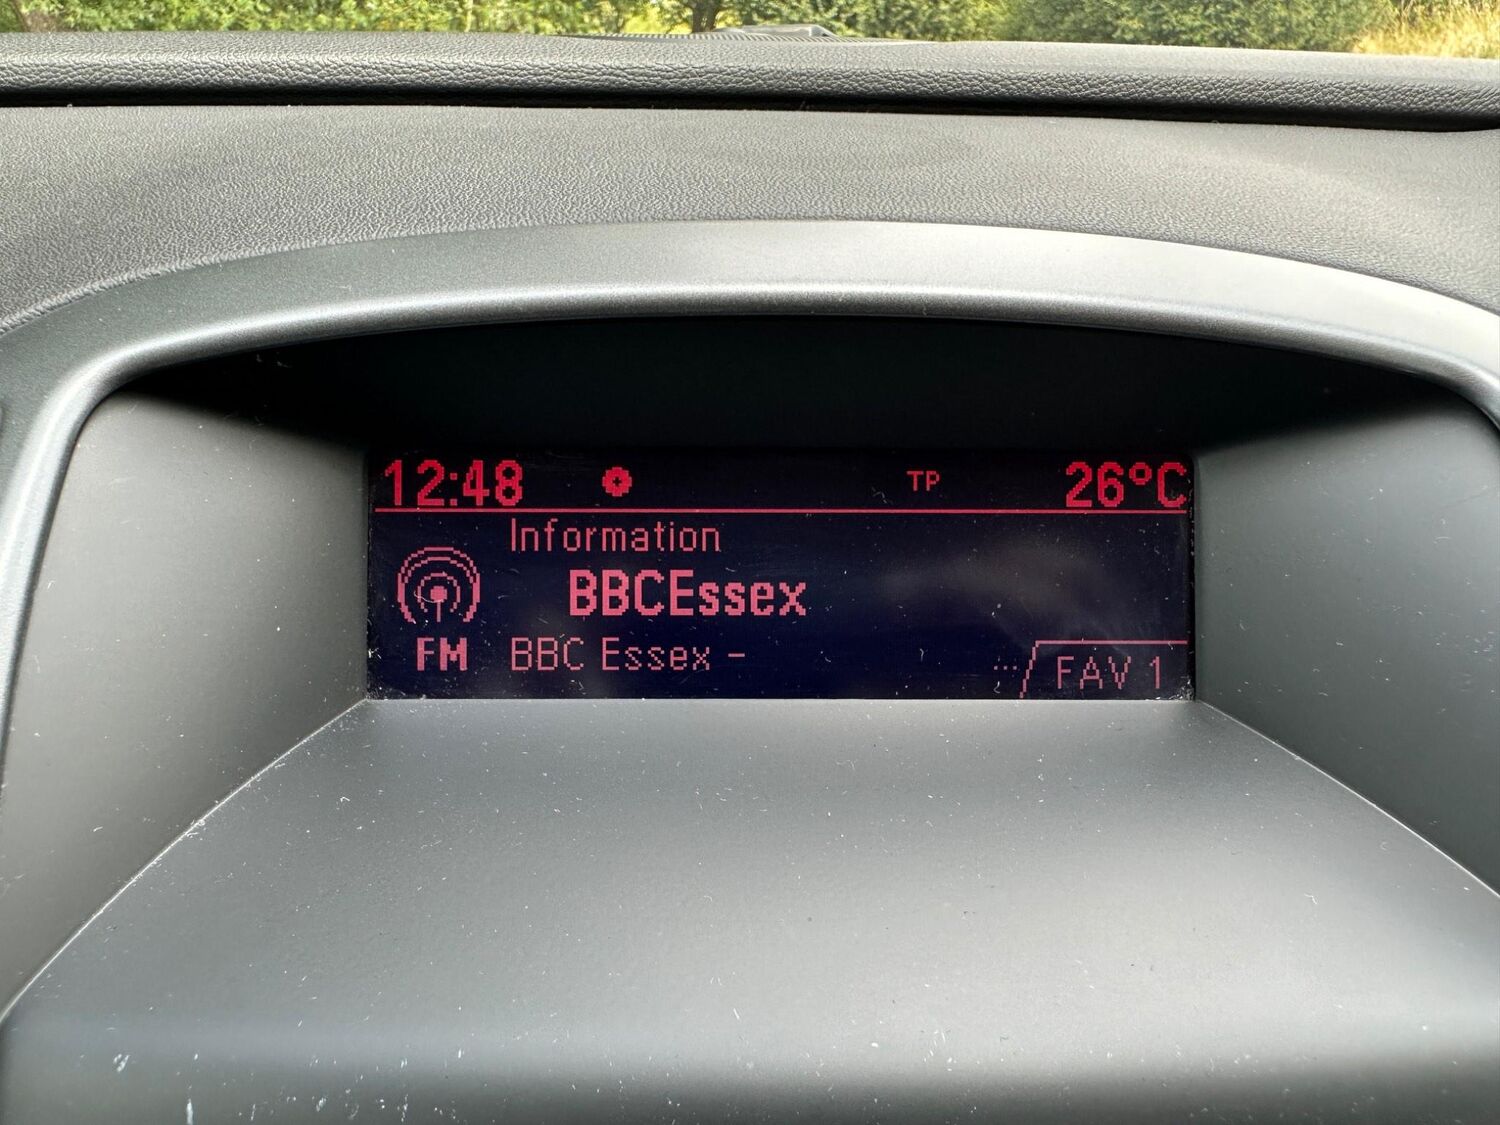 12:48 TP 26°C
Information
BBCEssex
FM BBC Essex -
... FAV 1